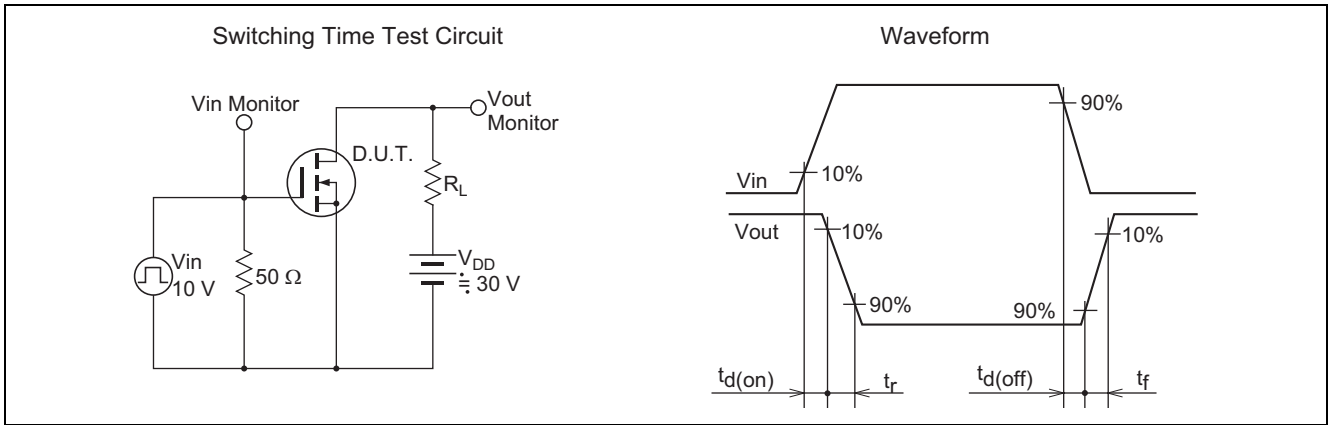 Switching Time Test Circuit
Vin Monitor
Vout
Monitor
D.U.T.
R_L
Vin
10 V
50 Ω
V_DD
≒ 30 V
Waveform
Vin
10%
90%
Vout
10%
90%
90%
10%
t_d(on)
t_r
t_d(off)
t_f